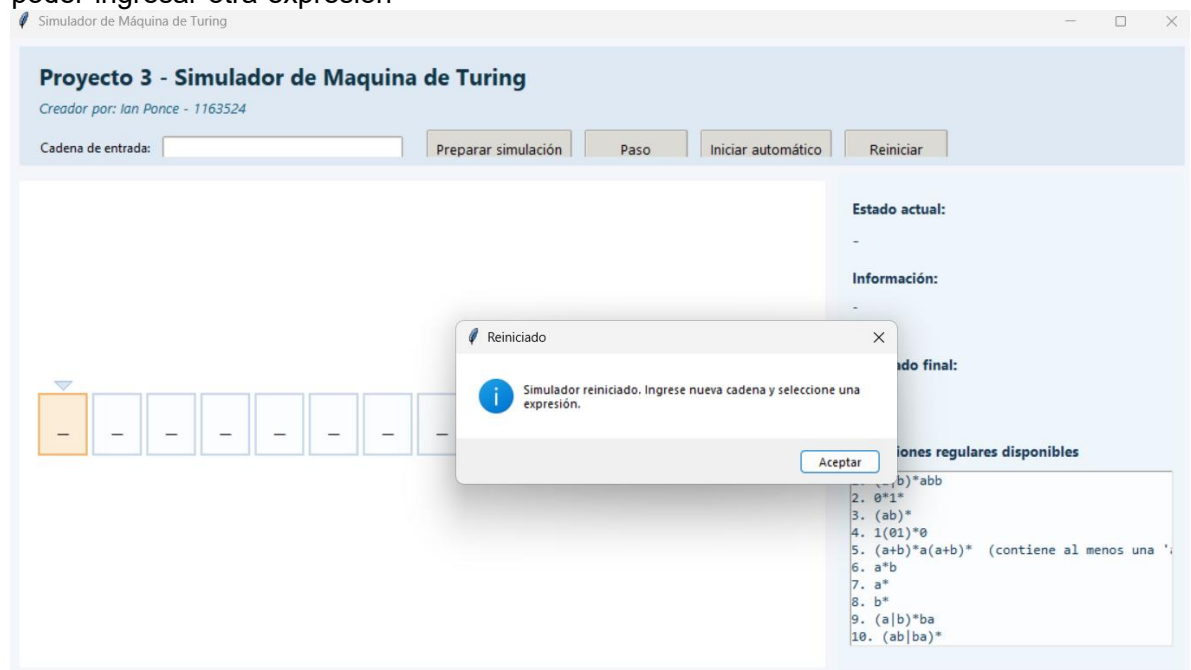 poder ingresar otra expresión
Simulador de Máquina de Turing
Proyecto 3 - Simulador de Maquina de Turing
Creador por: Ian Ponce - 1163524
Cadena de entrada:
Preparar simulación
Paso
Iniciar automático
Reiniciar
Estado actual:
-
Información:
-
Reiniciado
Simulador reiniciado. Ingrese nueva cadena y seleccione una
expresión.
Aceptar
ado final:
iones regulares disponibles
_ _ _ _ _ _ _ _
b)*abb
2. 0*1*
3. (ab)*
4. 1(01)*0
5. (a+b)*a(a+b)* (contiene al menos una '
6. a*b
7. a*
8. b*
9. (a|b)*ba
10. (ab|ba)*